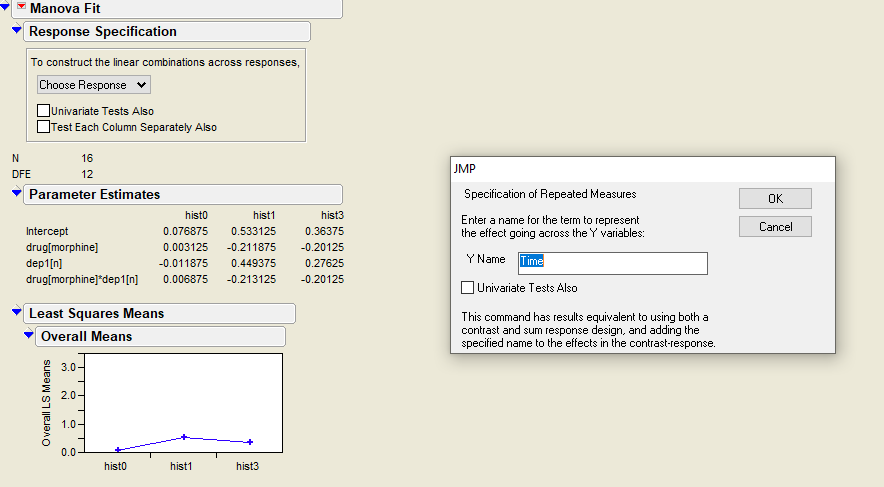 Manova Fit
Response Specification
To construct the linear combinations across responses,
Choose Response
Univariate Tests Also
Test Each Column Separately Also
N 16
DFE 12
Parameter Estimates
hist0 hist1 hist3
Intercept 0.076875 0.533125 0.36375
drug[morphine] 0.003125 -0.211875 -0.20125
dep1[n] -0.011875 0.449375 0.27625
drug[morphine]*dep1[n] 0.006875 -0.213125 -0.20125
Least Squares Means
Overall Means
Overall LS Means
3.0
2.0
1.0
0.0
hist0 hist1 hist3
JMP
Specification of Repeated Measures
OK
Enter a name for the term to represent
the effect going across the Y variables:
Cancel
Y Name Time
Univariate Tests Also
This command has results equivalent to using both a
contrast and sum response design, and adding the
specified name to the effects in the contrast-response.